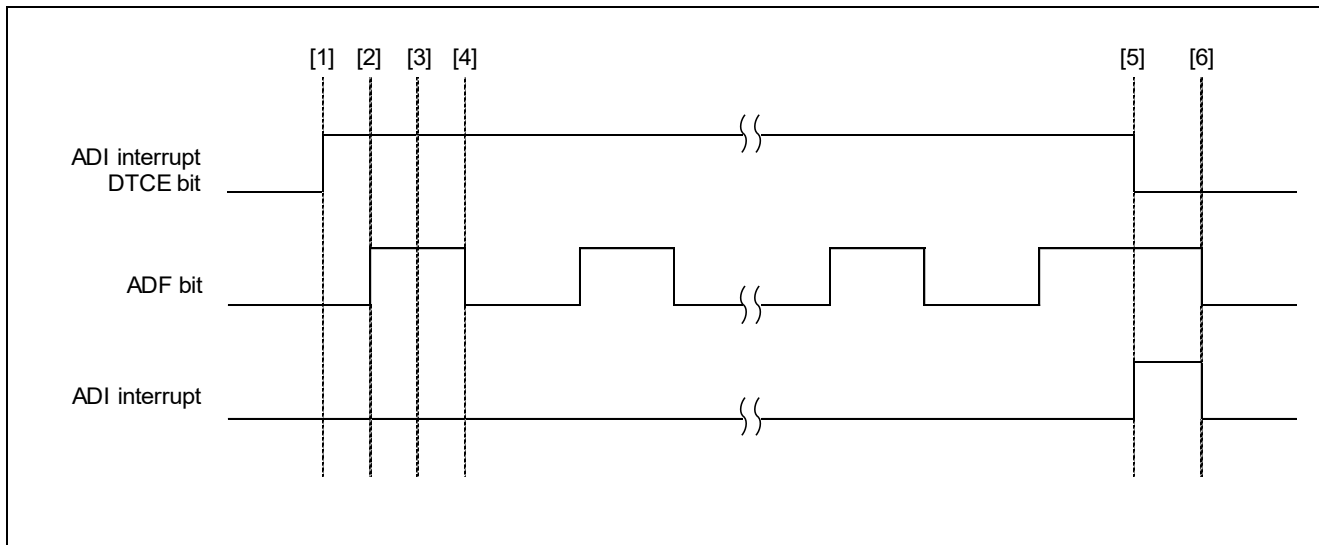 [1] [2] [3] [4] [5] [6]
ADI interrupt
DTCE bit
ADF bit
ADI interrupt